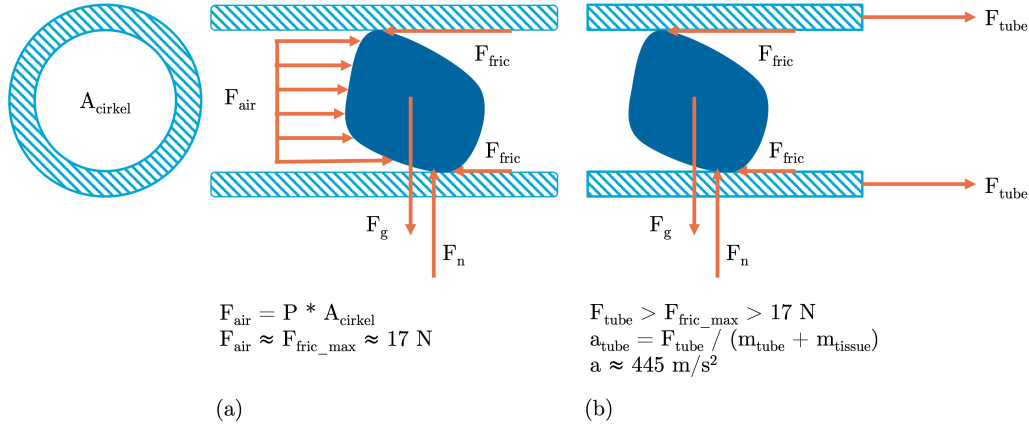 A_cirkel
F_air
F_fric
F_fric
F_g
F_n
F_air = P * A_cirkel
F_air ≈ F_fric_max ≈ 17 N
(a)
F_tube
F_fric
F_fric
F_tube
F_g
F_n
F_tube > F_fric_max > 17 N
a_tube = F_tube / (m_tube + m_tissue)
a ≈ 445 m/s²
(b)